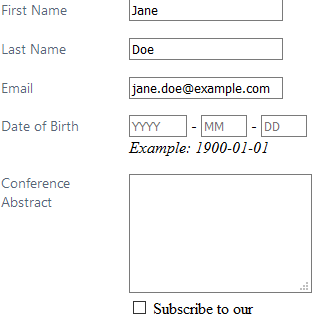 First Name Jane
Last Name Doe
Email jane.doe@example.com
Date of Birth YYYY - MM - DD
Example: 1900-01-01
Conference
Abstract
Subscribe to our